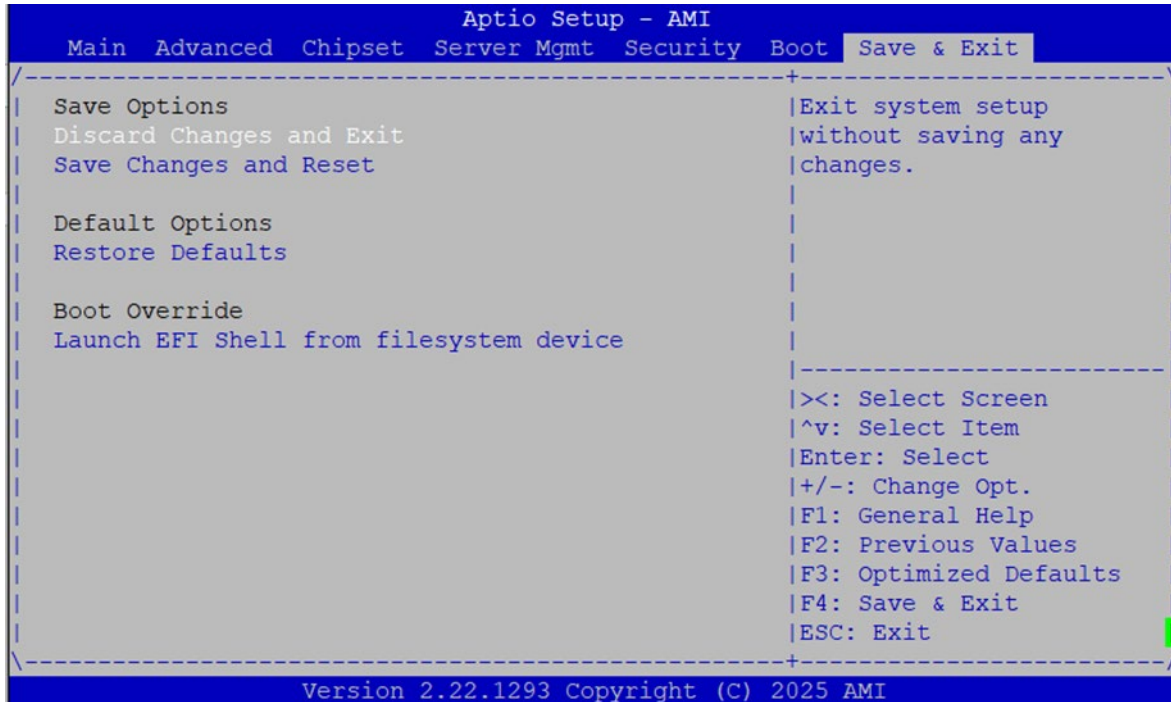 Aptio Setup - AMI
Main Advanced Chipset Server Mgmt Security Boot Save & Exit
Save Options
Discard Changes and Exit
Save Changes and Reset
Default Options
Restore Defaults
Boot Override
Launch EFI Shell from filesystem device
Exit system setup
without saving any
changes.
><: Select Screen
^v: Select Item
Enter: Select
+/-: Change Opt.
F1: General Help
F2: Previous Values
F3: Optimized Defaults
F4: Save & Exit
ESC: Exit
Version 2.22.1293 Copyright (C) 2025 AMI